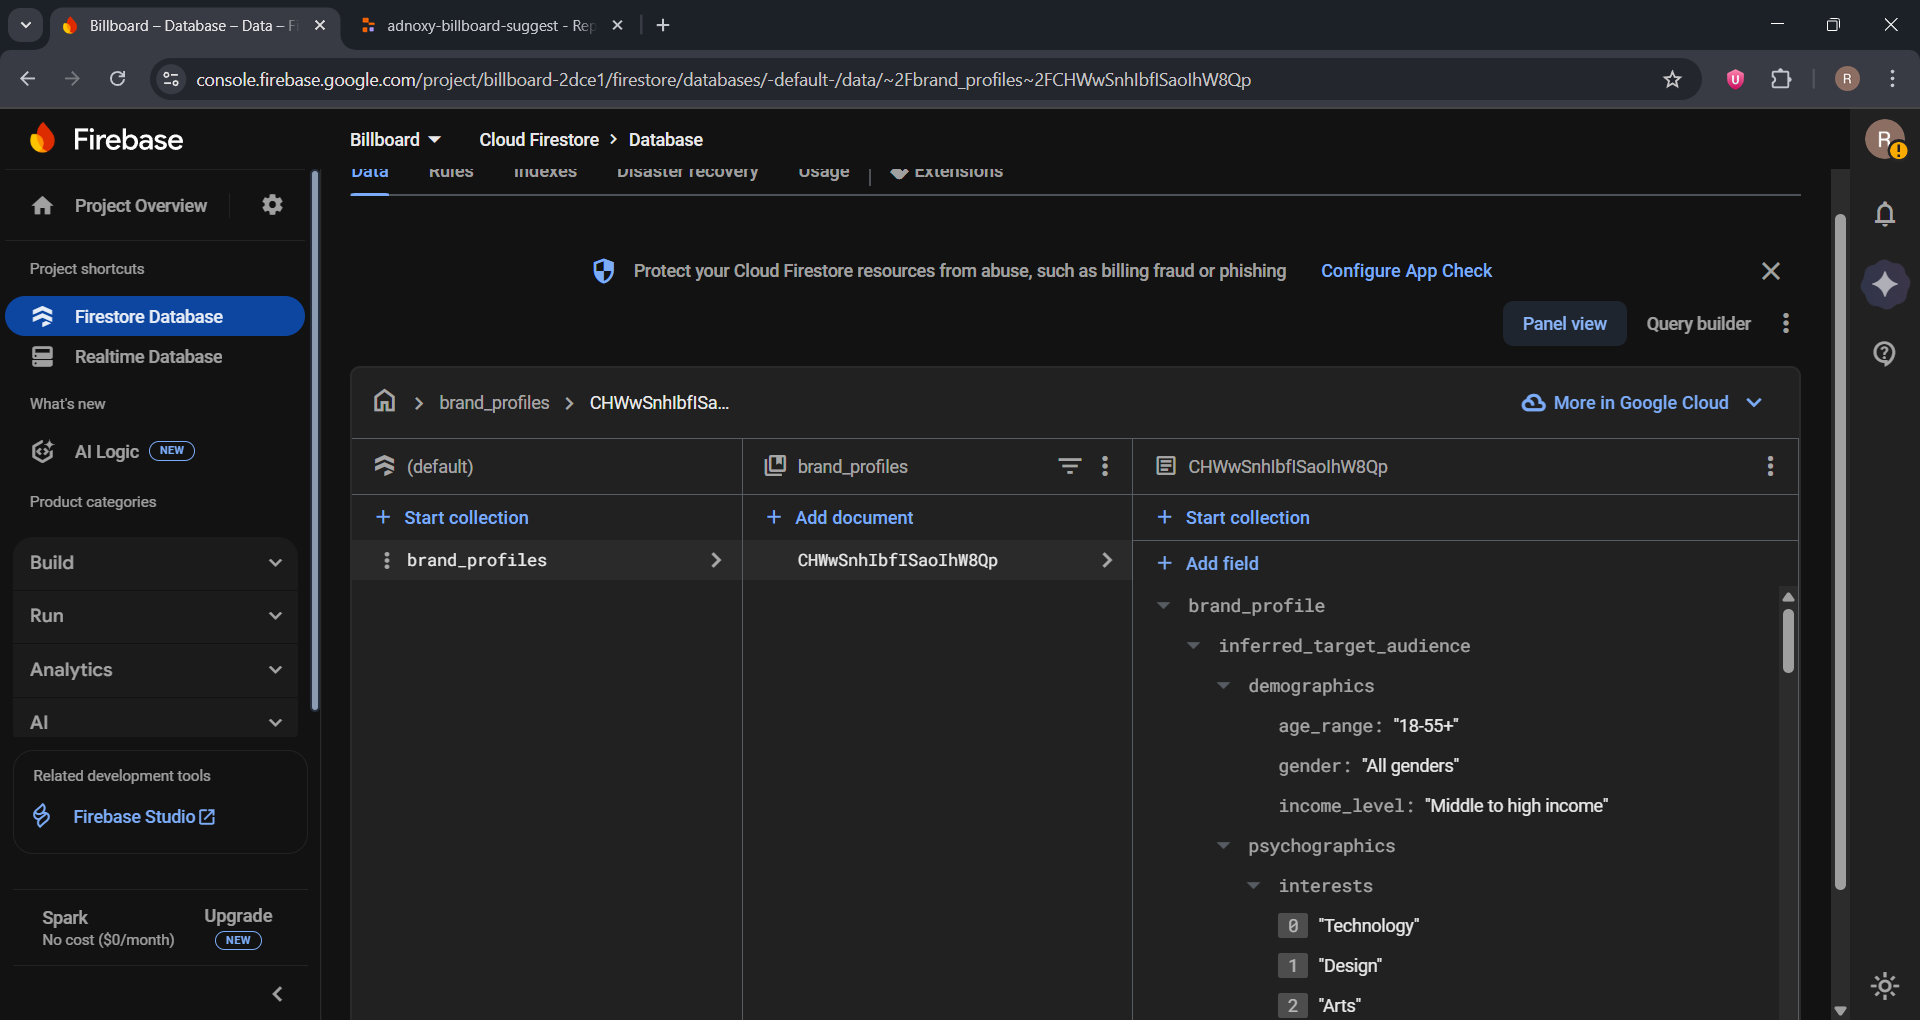 Billboard – Database – Data – Fi
adnoxy-billboard-suggest - Rep
console.firebase.google.com/project/billboard-2dce1/firestore/databases/-default-/data/~2Fbrand_profiles~2FCHWwSnhIbfISaoIhW8Qp
R
Firebase
Billboard
Cloud Firestore > Database
R
Data Rules Indexes Disaster recovery Usage Extensions
Project Overview
Project shortcuts
Protect your Cloud Firestore resources from abuse, such as billing fraud or phishing Configure App Check
Firestore Database
Panel view Query builder
Realtime Database
What's new
brand_profiles > CHWwSnhIbfISa...
More in Google Cloud
AI Logic NEW
(default)
brand_profiles
CHWwSnhIbfISaoIhW8Qp
Product categories
+ Start collection
+ Add document
+ Start collection
Build
brand_profiles
CHWwSnhIbfISaoIhW8Qp
+ Add field
Run
brand_profile
inferred_target_audience
Analytics
demographics
AI
age_range: "18-55+"
gender: "All genders"
Related development tools
income_level: "Middle to high income"
Firebase Studio
psychographics
interests
Spark
No cost ($0/month)
Upgrade
NEW
0 "Technology"
1 "Design"
2 "Arts"